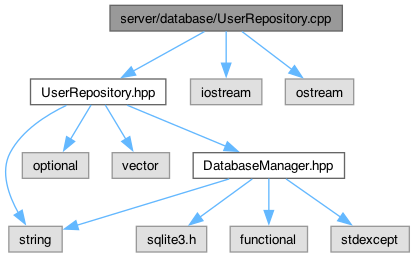 server/database/UserRepository.cpp
UserRepository.hpp
iostream
ostream
optional
vector
DatabaseManager.hpp
string
sqlite3.h
functional
stdexcept